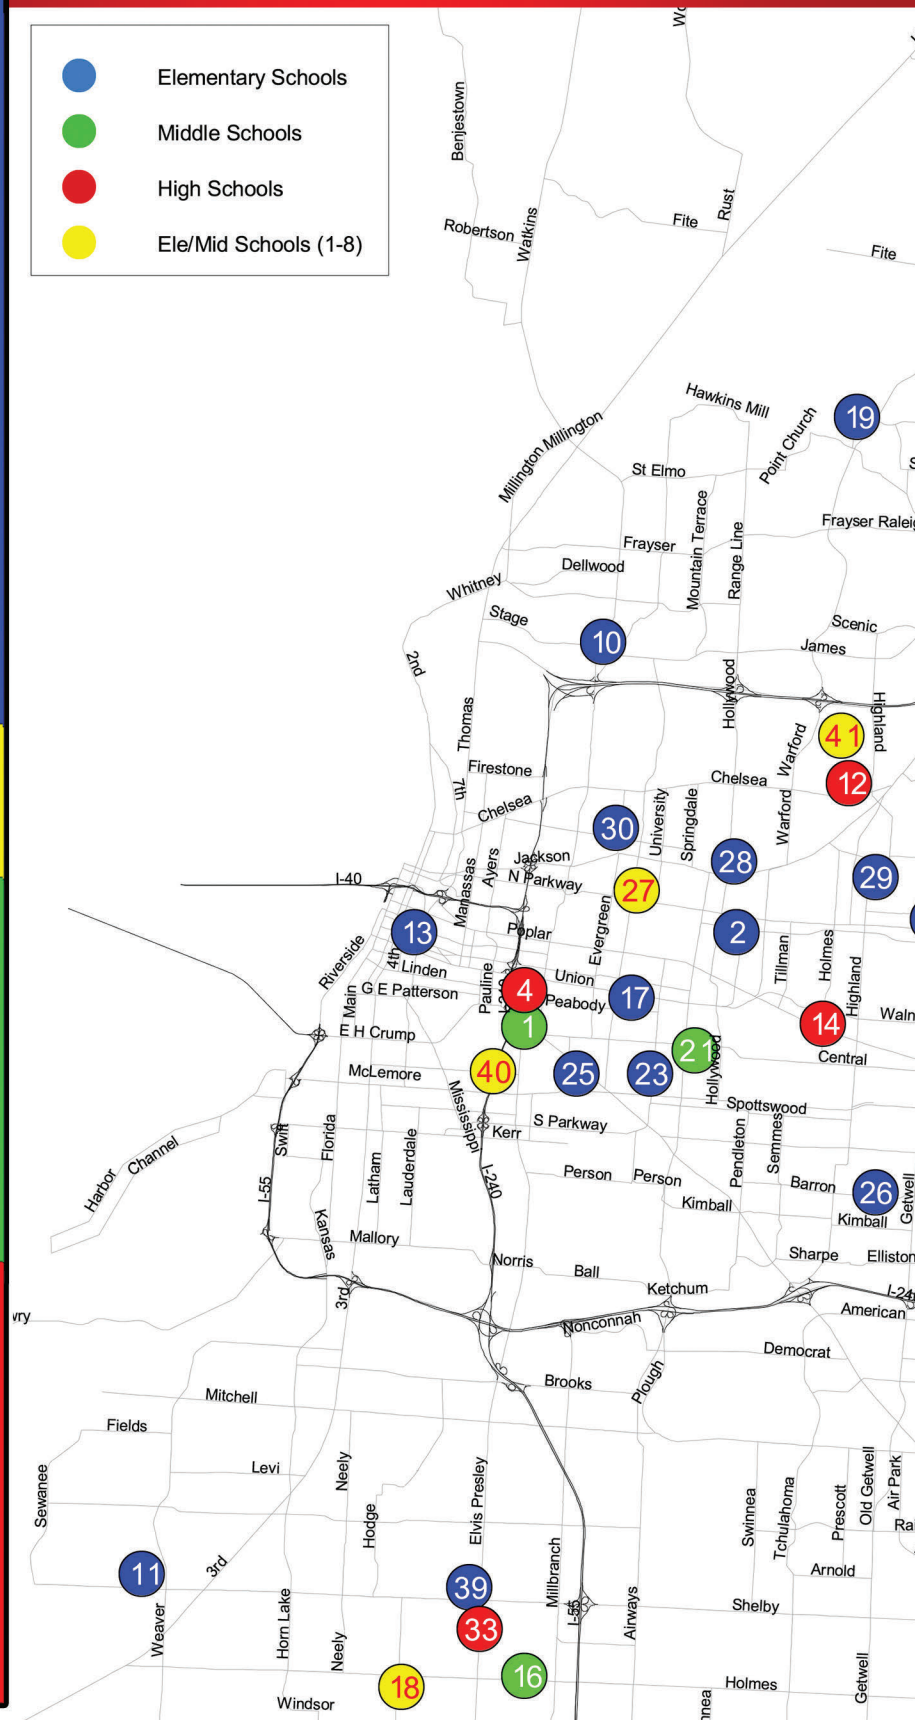 Elementary Schools
Middle Schools
High Schools
Ele/Mid Schools (1-8)
Benjestown
Robertson
Watkins
Fite
Rust
Fite
Hawkins Mill
Point Church
19
Millington Millington
St Elmo
Mountain Terrace
Range Line
Frayser
Dellwood
Whitney
Stage
10
Scenic
James
2nd
Hollywood
Highland
Thomas
Warford
41
Firestone
Chelsea
12
7th
Chelsea
University
Springdale
Warford
30
Jackson
28
29
Ayers
Manassas
N Parkway
I-40
27
13
Poplar
Evergreen
2
Tillman
Holmes
Highland
Riverside
4th
Linden
Union
Main
G E Patterson
Pauline
4
Peabody
17
1
14
E H Crump
21
Hollywood
Central
McLemore
40
25
23
Mississippi
Spottswood
S Parkway
Kerr
Swift
Florida
Latham
Lauderdale
Pendleton
Semmes
Harbor
Channel
I-55
I-240
Person
Person
Barron
26
Getwell
Kimball
Kimball
Kansas
Mallory
Norris
Ball
Sharpe
Elliston
3rd
Ketchum
American
Nonconnah
Democrat
Plough
Brooks
Mitchell
Fields
Levi
Neely
Sewanee
Hodge
Elvis Presley
Swinnea
Tchulahoma
Prescott
Old Getwell
Air Park
3rd
Millbranch
Arnold
11
39
I-55
Airways
Shelby
Weaver
Horn Lake
Neely
33
16
18
Windsor
Holmes
Getwell